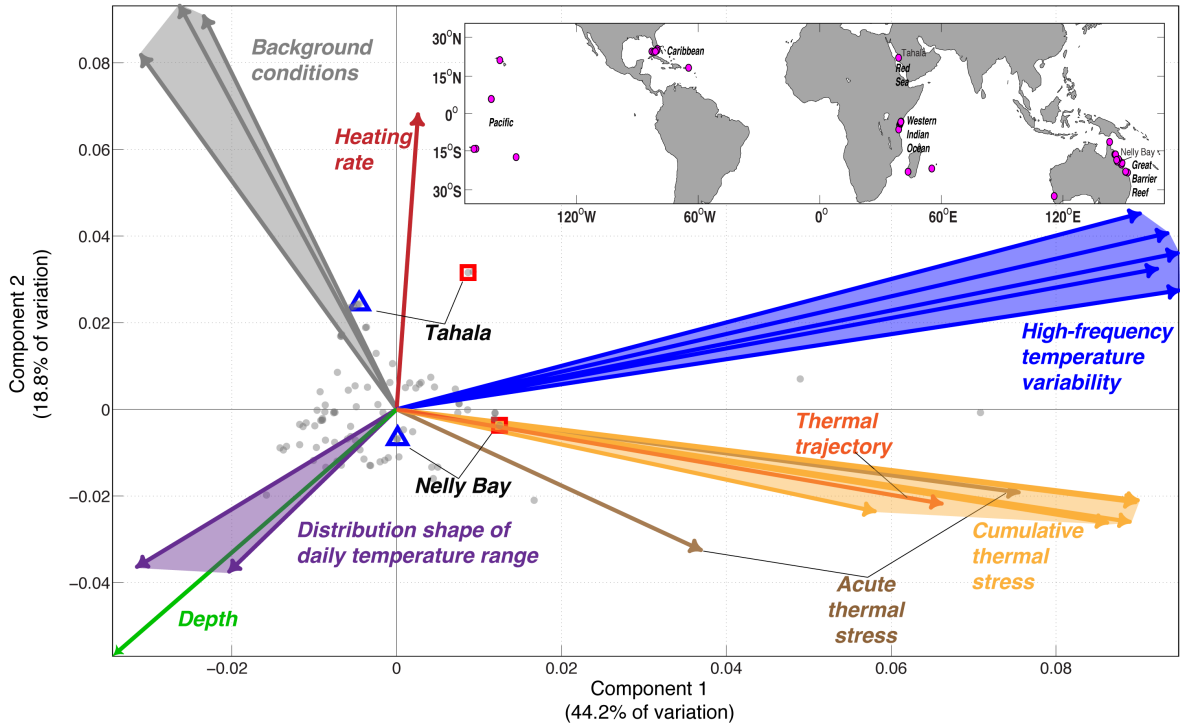 Background
conditions
Heating
rate
30°N
15°N
0°
15°S
30°S
120°W
60°W
0°
60°E
120°E
Caribbean
Pacific
Tahala
Red
Sea
Western
Indian
Ocean
Nelly Bay
Great
Barrier
Reef
0.08
0.06
0.04
0.02
0
−0.02
−0.04
Component 2
(18.8% of variation)
Tahala
High-frequency
temperature
variability
Thermal
trajectory
Nelly Bay
Distribution shape of
daily temperature range
Cumulative
thermal
stress
Acute
thermal
stress
Depth
−0.02
0
0.02
0.04
0.06
0.08
Component 1
(44.2% of variation)